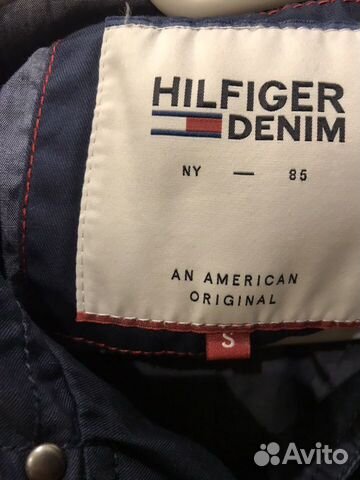 HILFIGER
DENIM
NY — 85
AN AMERICAN
ORIGINAL
S
Avito